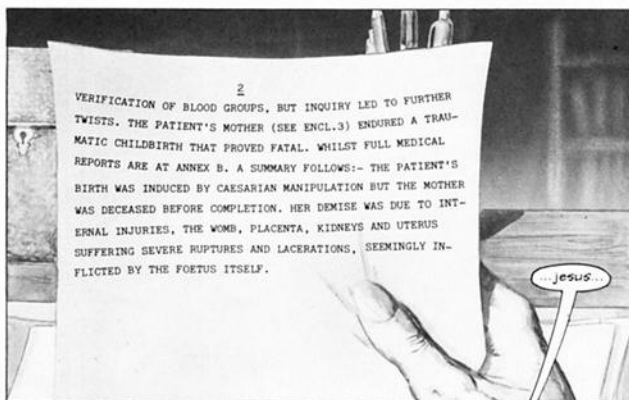 2
VERIFICATION OF BLOOD GROUPS, BUT INQUIRY LED TO FURTHER
TWISTS. THE PATIENT'S MOTHER (SEE ENCL.3) ENDURED A TRAU-
MATIC CHILDBIRTH THAT PROVED FATAL. WHILST FULL MEDICAL
REPORTS ARE AT ANNEX B. A SUMMARY FOLLOWS:- THE PATIENT'S
BIRTH WAS INDUCED BY CAESARIAN MANIPULATION BUT THE MOTHER
WAS DECEASED BEFORE COMPLETION. HER DEMISE WAS DUE TO INT-
ERNAL INJURIES, THE WOMB, PLACENTA, KIDNEYS AND UTERUS
SUFFERING SEVERE RUPTURES AND LACERATIONS, SEEMINGLY IN-
FLICTED BY THE FOETUS ITSELF.
...jesus...